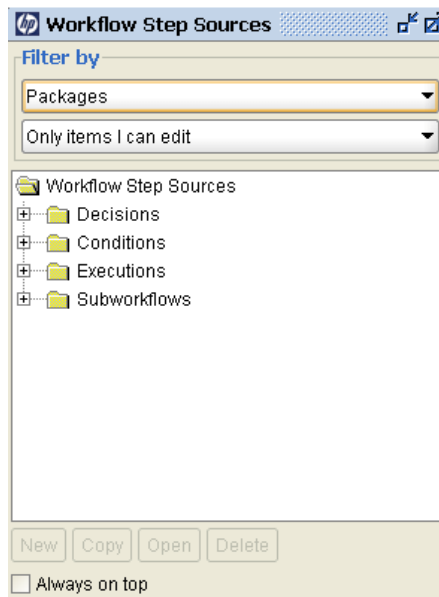 hp Workflow Step Sources
Filter by
Packages
Only items I can edit
Workflow Step Sources
Decisions
Conditions
Executions
Subworkflows
New Copy Open Delete
Always on top